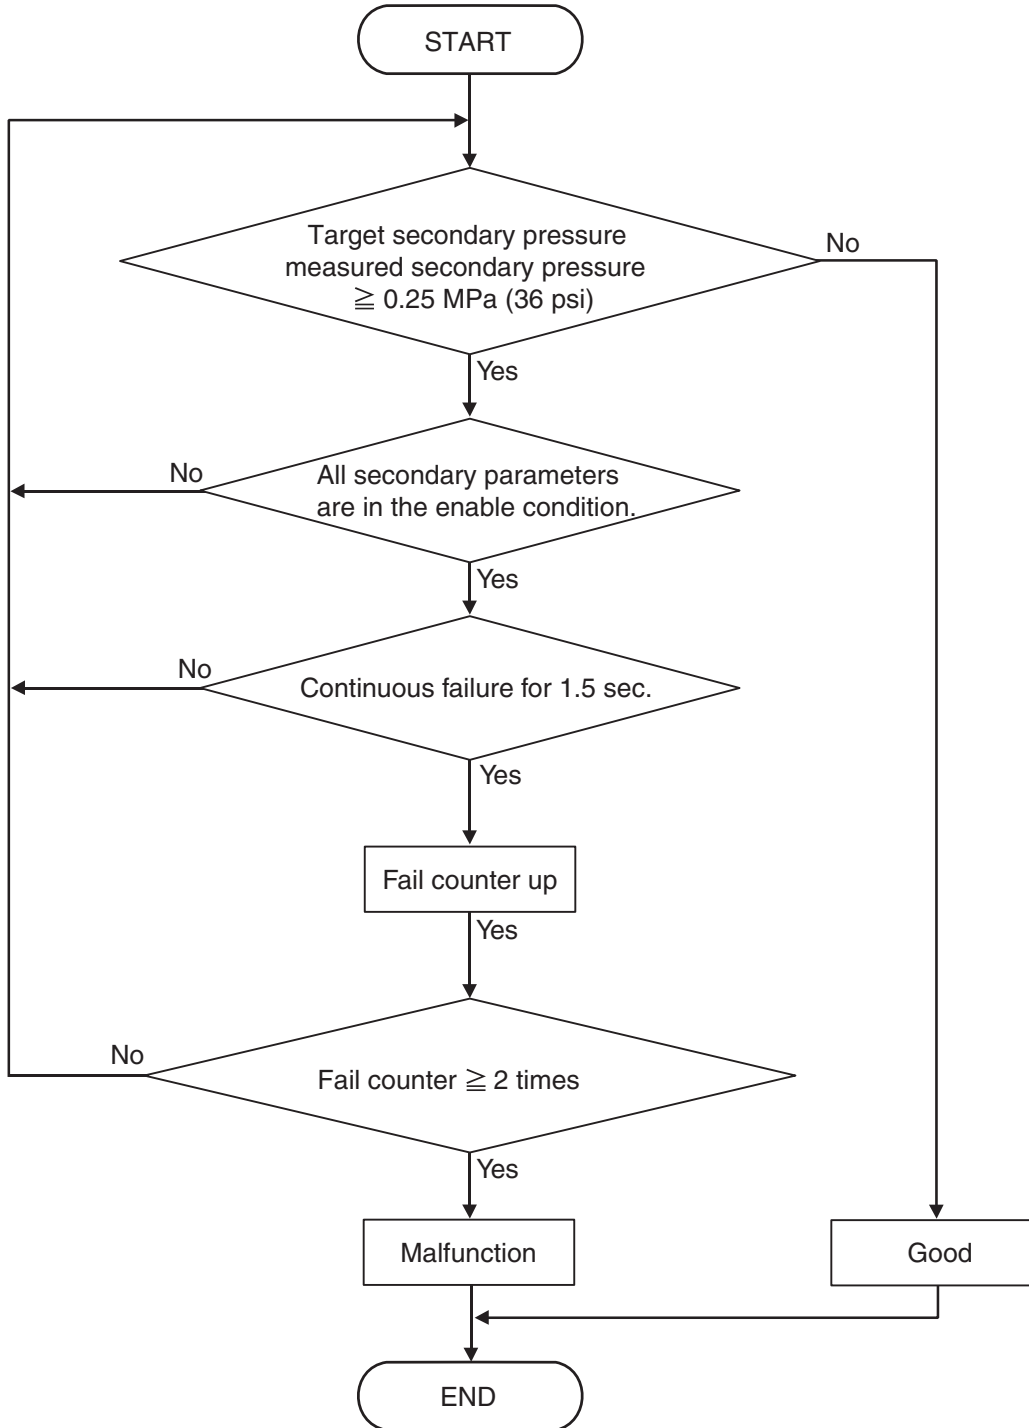 START
Target secondary pressure
measured secondary pressure
≧ 0.25 MPa (36 psi)
No
Yes
All secondary parameters
are in the enable condition.
No
Yes
Continuous failure for 1.5 sec.
No
Yes
Fail counter up
Yes
Fail counter ≧ 2 times
No
Yes
Malfunction
Good
END